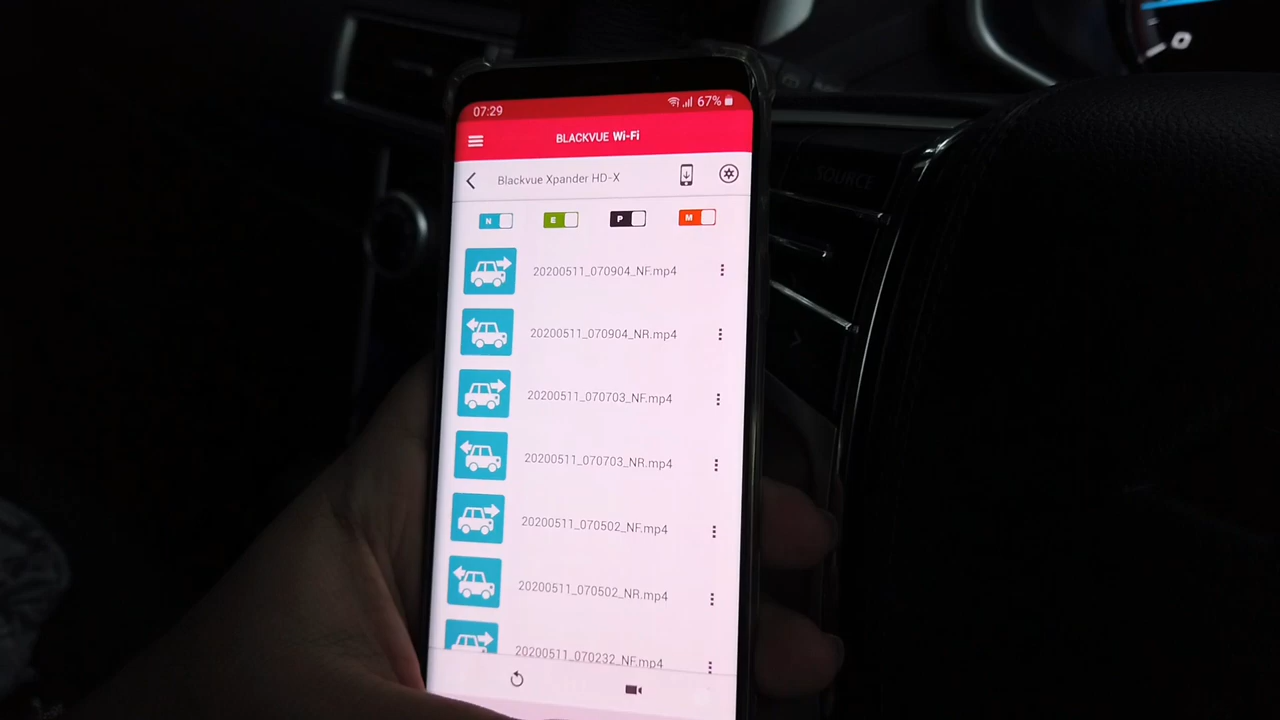 07:29 67%
BLACKVUE Wi-Fi
Blackvue Xpander HD-X
N E P M
20200511_070904_NF.mp4
20200511_070904_NR.mp4
20200511_070703_NF.mp4
20200511_070703_NR.mp4
20200511_070502_NF.mp4
20200511_070502_NR.mp4
20200511_070232_NF.mp4
SOURCE